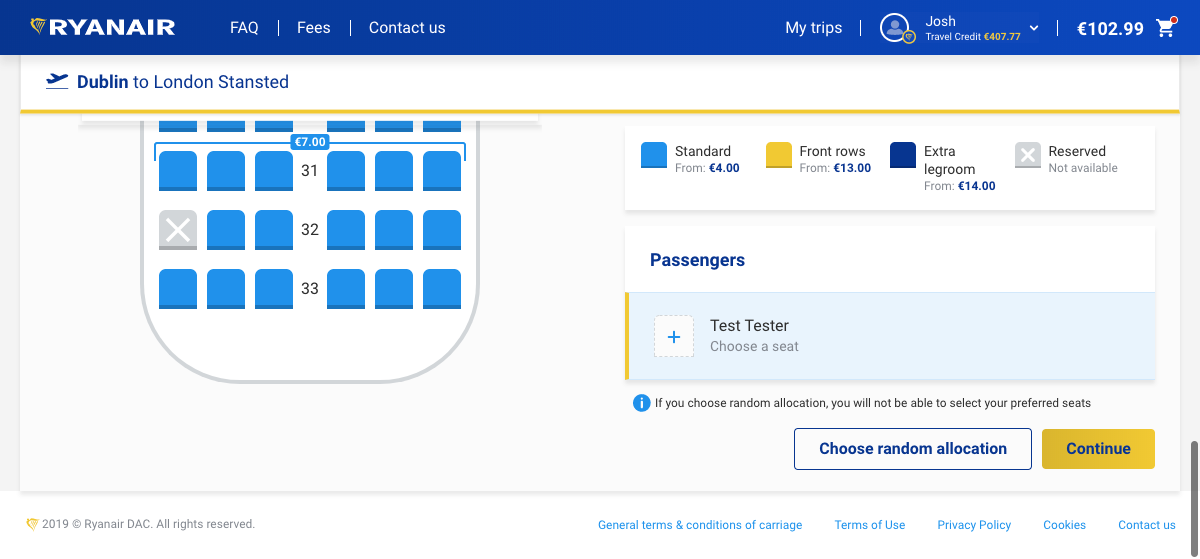 RYANAIR
FAQ
Fees
Contact us
My trips
Josh
Travel Credit €407.77
€102.99
Dublin to London Stansted
€7.00
31
32
33
Standard
From: €4.00
Front rows
From: €13.00
Extra
legroom
From: €14.00
Reserved
Not available
Passengers
Test Tester
Choose a seat
If you choose random allocation, you will not be able to select your preferred seats
Choose random allocation
Continue
2019 © Ryanair DAC. All rights reserved.
General terms & conditions of carriage
Terms of Use
Privacy Policy
Cookies
Contact us